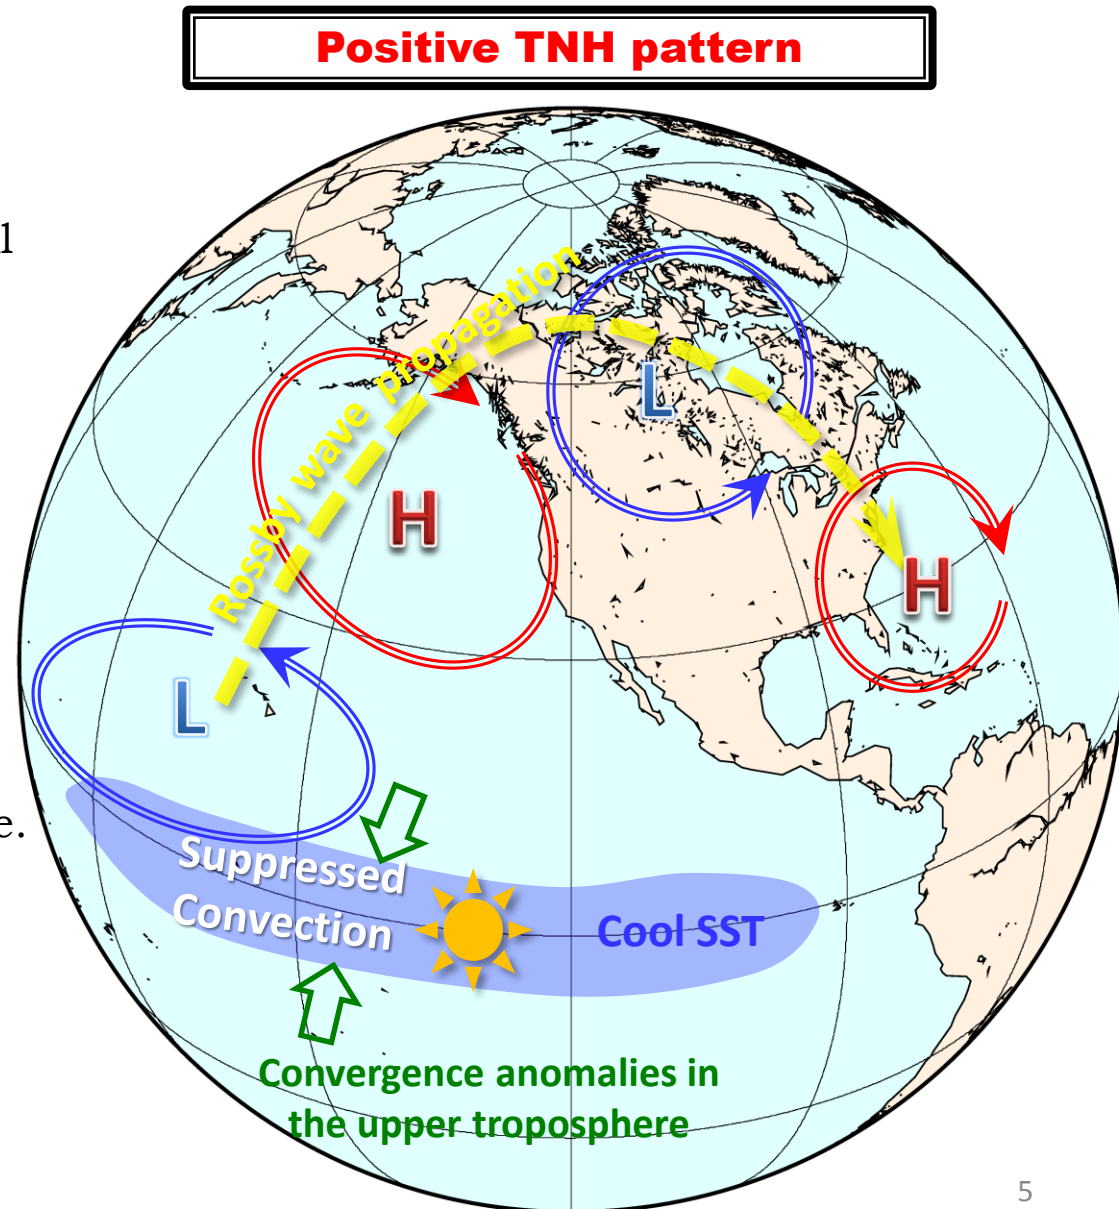 Positive TNH pattern
l
Rossby wave propagation
L
H
H
L
e.
Suppressed
Convection
Cool SST
Convergence anomalies in
the upper troposphere
5